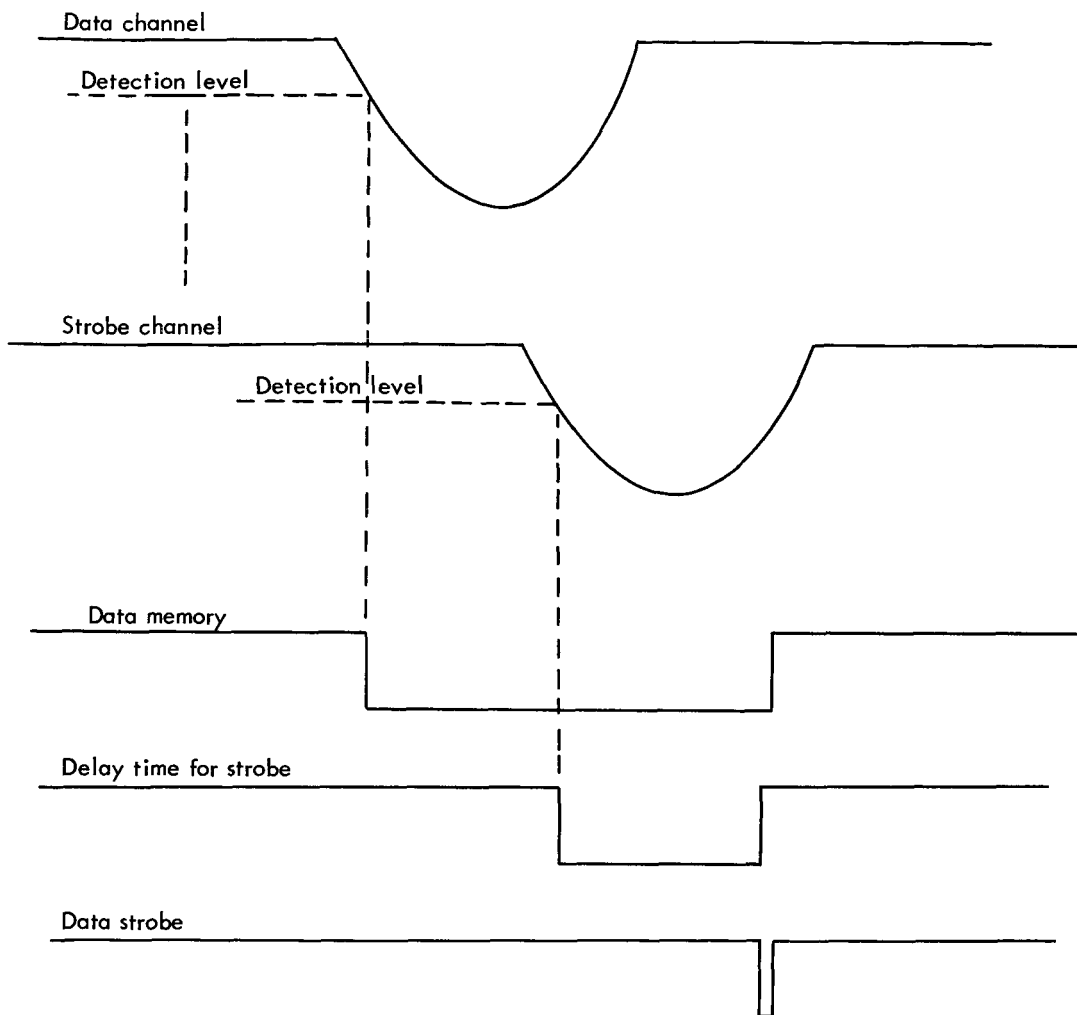 Data channel
Detection level
Strobe channel
Detection level
Data memory
Delay time for strobe
Data strobe